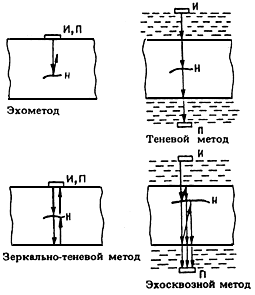 И, П
Н
Эхометод
И
Н
П
Теневой метод
И, П
Н
Зеркально-теневой метод
И
Н
П
Эхосквозной метод